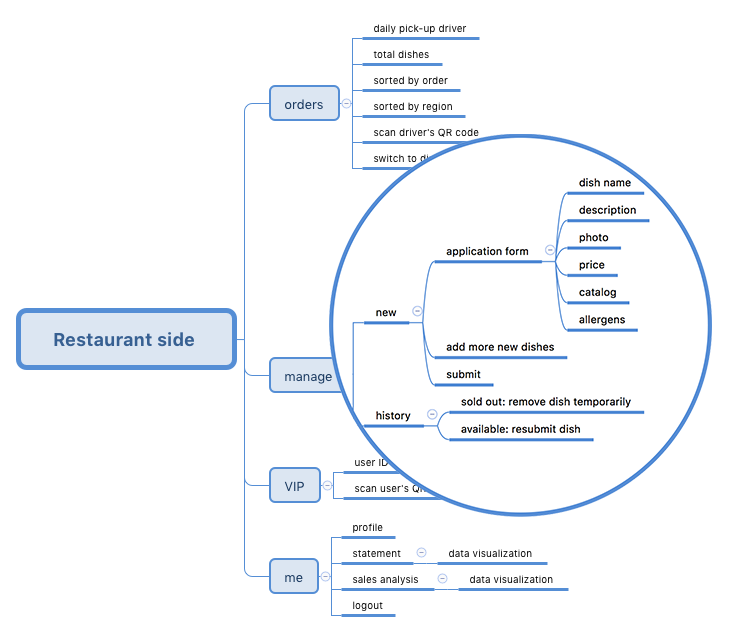 daily pick-up driver
total dishes
orders
sorted by order
sorted by region
scan driver's QR code
switch to
dish name
description
photo
application form
price
catalog
new
allergens
Restaurant side
add more new dishes
manage
submit
sold out: remove dish temporarily
history
available: resubmit dish
user ID
VIP
scan user's
profile
statement
data visualization
me
sales analysis
data visualization
logout